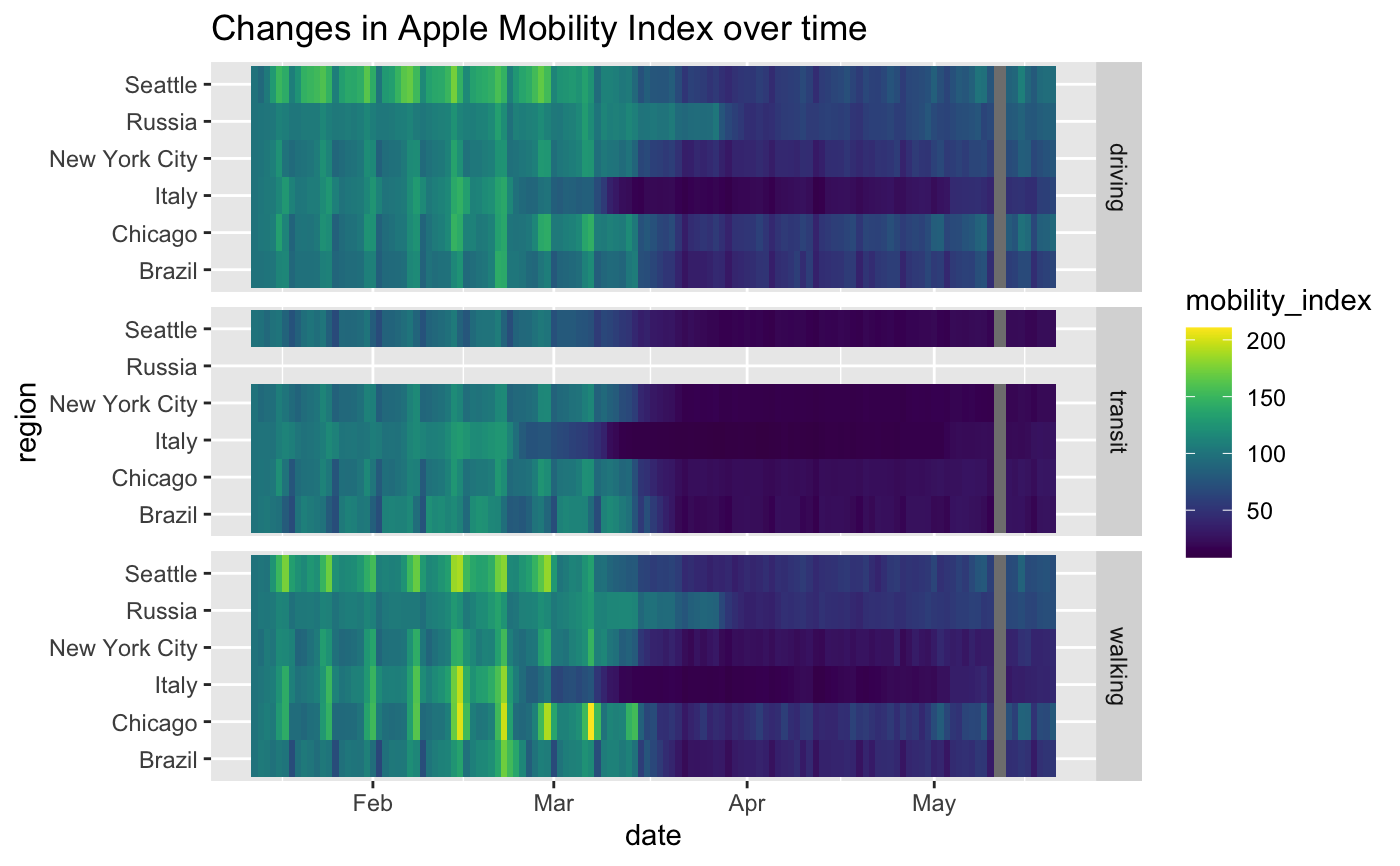 Changes in Apple Mobility Index over time
Seattle
Russia
New York City
Italy
Chicago
Brazil
driving
Seattle
Russia
New York City
Italy
Chicago
Brazil
transit
Seattle
Russia
New York City
Italy
Chicago
Brazil
walking
Feb Mar Apr May
date
region
mobility_index
200
150
100
50